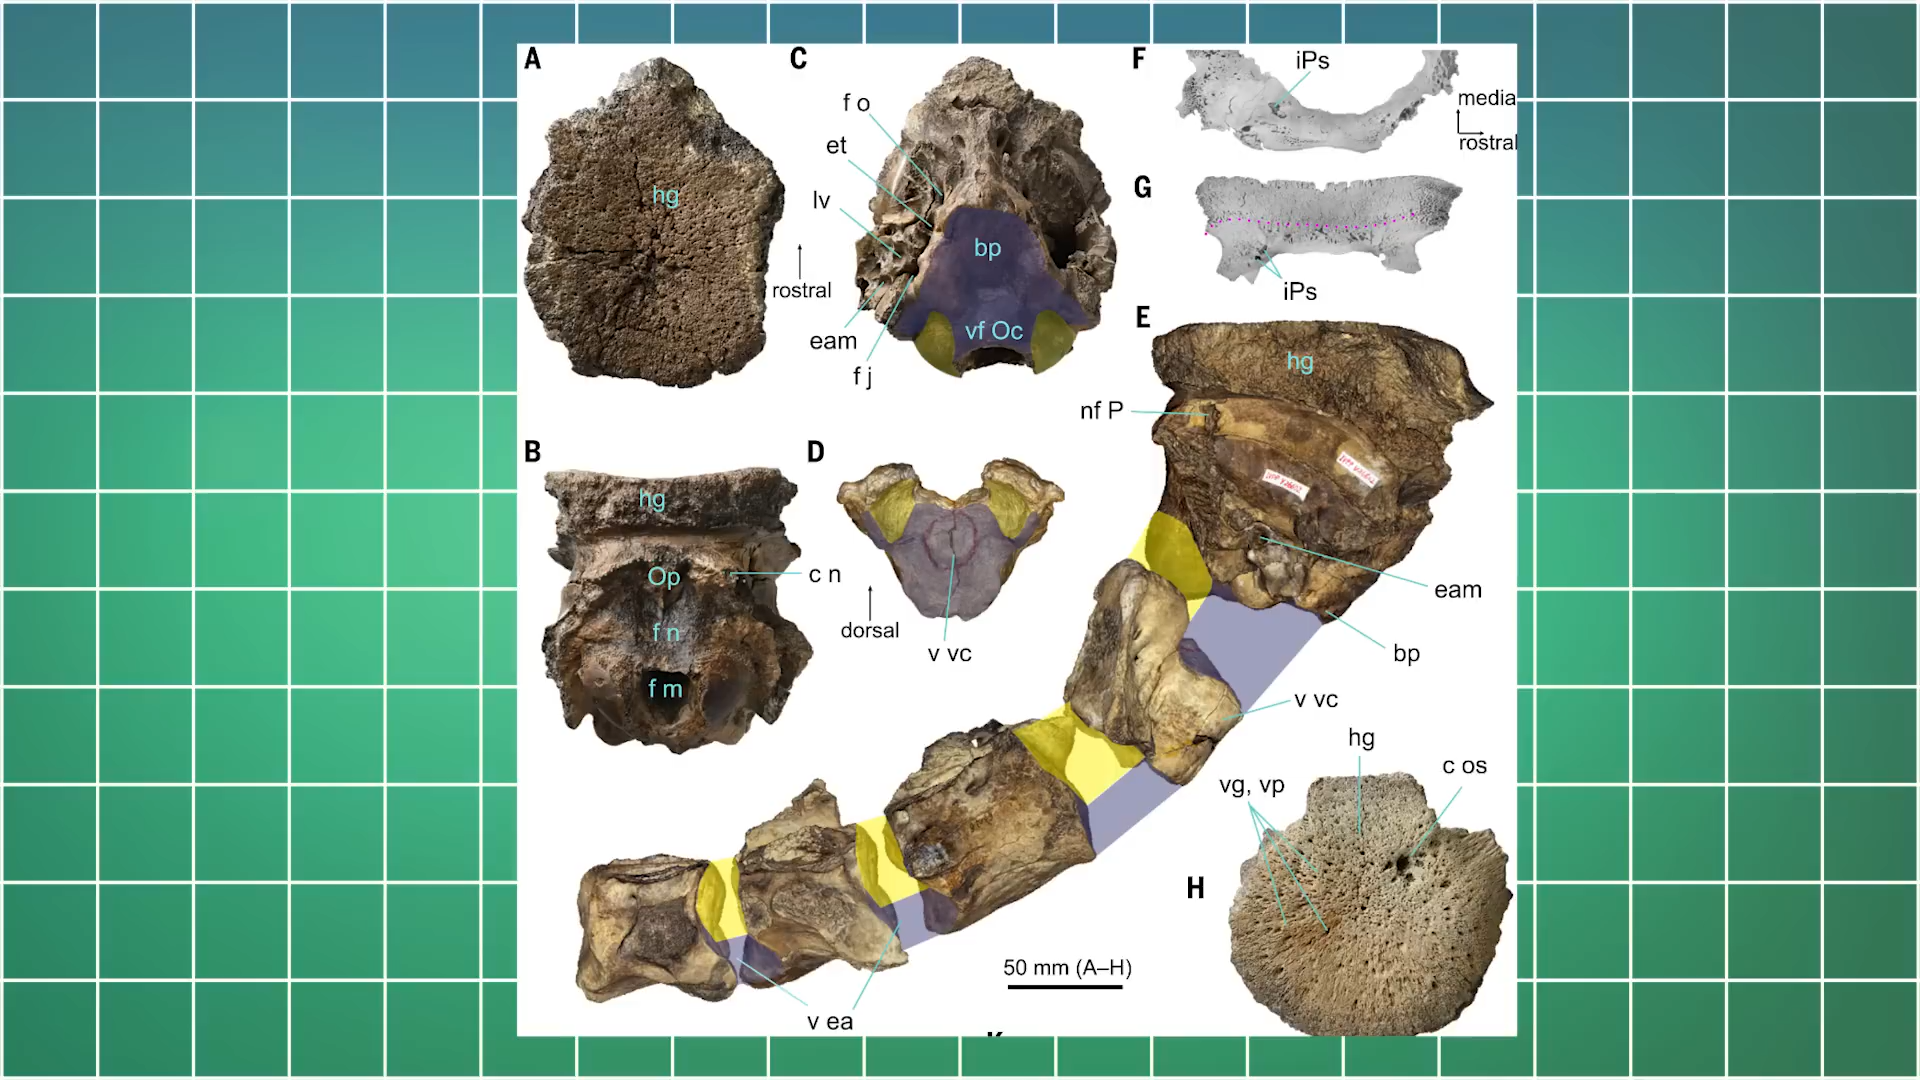 A
hg
rostral
B
hg
Op
c n
f n
f m
C
f o
et
lv
bp
vf Oc
eam
f j
D
dorsal
v vc
F
iPs
media
rostral
G
iPs
E
hg
nf P
eam
bp
v vc
v ea
50 mm (A–H)
H
hg
c os
vg, vp